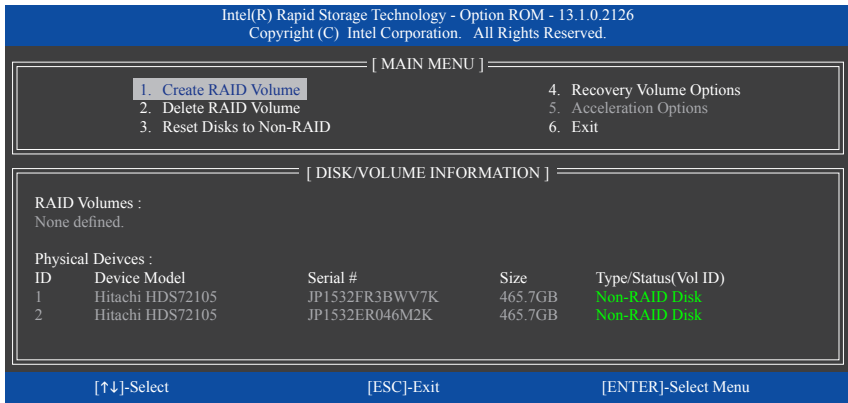 Intel(R) Rapid Storage Technology - Option ROM - 13.1.0.2126
Copyright (C) Intel Corporation. All Rights Reserved.
[ MAIN MENU ]
1. Create RAID Volume
2. Delete RAID Volume
3. Reset Disks to Non-RAID
4. Recovery Volume Options
5. Acceleration Options
6. Exit
[ DISK/VOLUME INFORMATION ]
RAID Volumes :
None defined.
Physical Deivces :
ID Device Model Serial # Size Type/Status(Vol ID)
1 Hitachi HDS72105 JP1532FR3BWV7K 465.7GB Non-RAID Disk
2 Hitachi HDS72105 JP1532ER046M2K 465.7GB Non-RAID Disk
[↑↓]-Select [ESC]-Exit [ENTER]-Select Menu